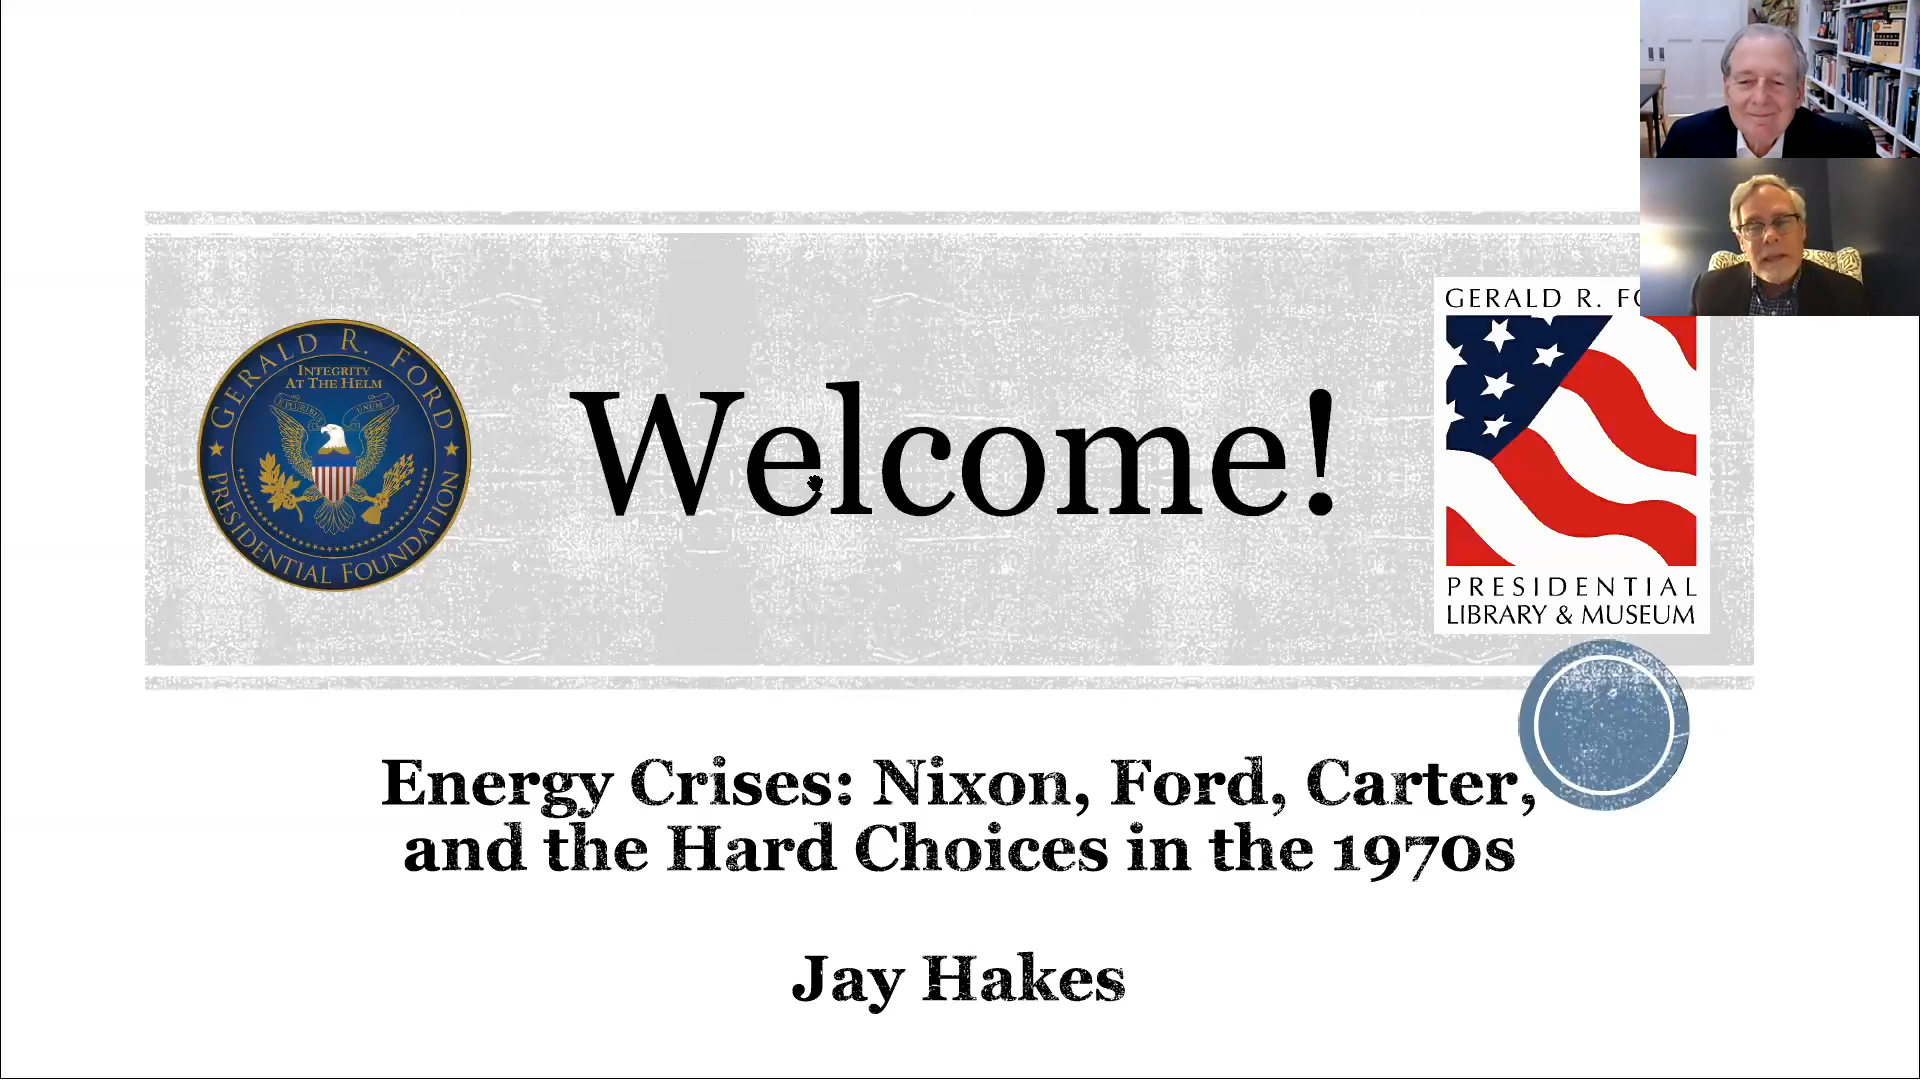 GERALD R. FORD
INTEGRITY
AT THE HELM
E PLURIBUS UNUM
PRESIDENTIAL FOUNDATION
Welcome!
GERALD R. FO
PRESIDENTIAL
LIBRARY & MUSEUM
Energy Crises: Nixon, Ford, Carter,
and the Hard Choices in the 1970s
Jay Hakes